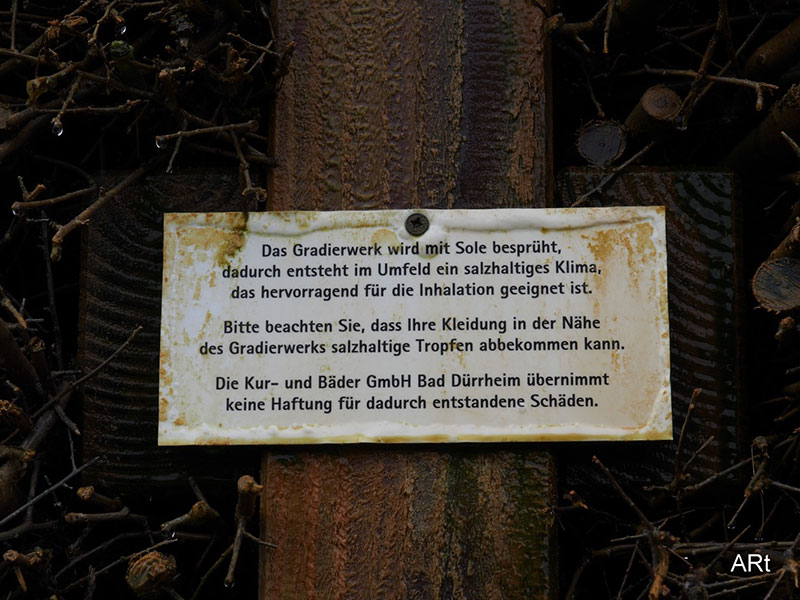 Das Gradierwerk wird mit Sole besprüht,
dadurch entsteht im Umfeld ein salzhaltiges Klima,
das hervorragend für die Inhalation geeignet ist.
Bitte beachten Sie, dass Ihre Kleidung in der Nähe
des Gradierwerks salzhaltige Tropfen abbekommen kann.
Die Kur- und Bäder GmbH Bad Dürrheim übernimmt
keine Haftung für dadurch entstandene Schäden.
ARt